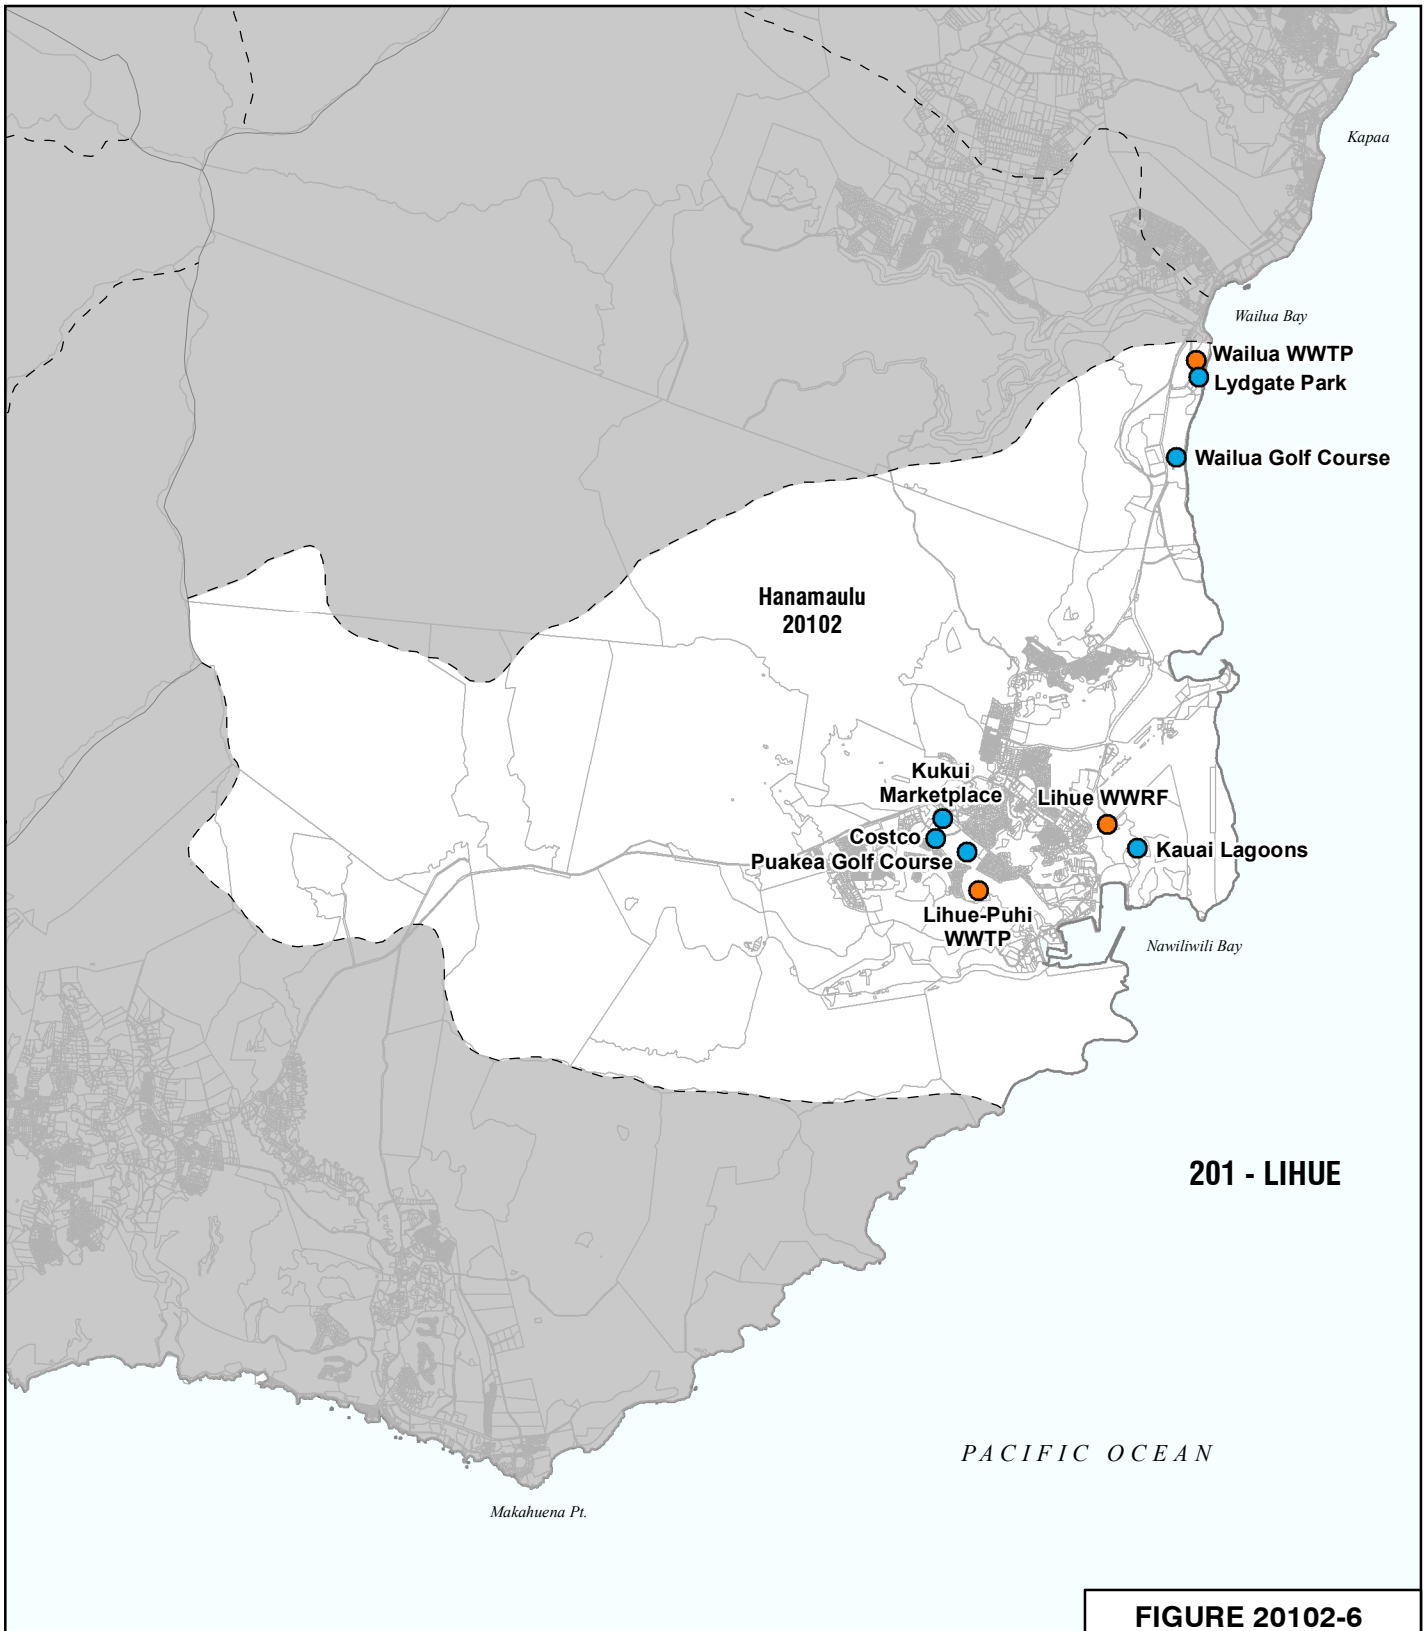 Kapaa
Wailua Bay
Wailua WWTP
Lydgate Park
Wailua Golf Course
Hanamaulu
20102
Kukui
Marketplace
Lihue WWRF
Costco
Kauai Lagoons
Puakea Golf Course
Lihue-Puhi
WWTP
Nawiliwili Bay
201 - LIHUE
PACIFIC OCEAN
Makahuena Pt.
FIGURE 20102-6